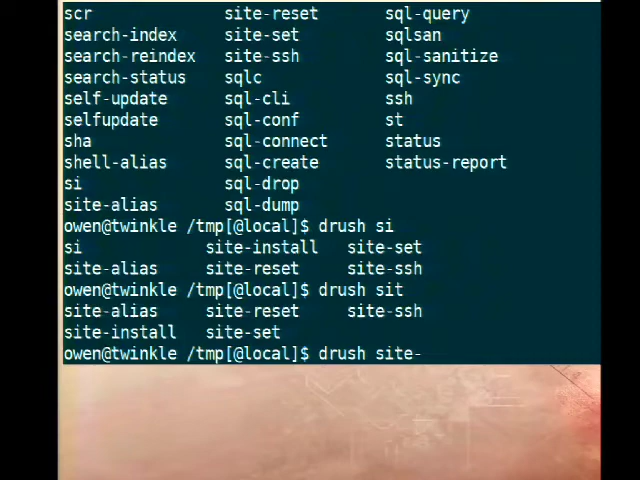 scr site-reset sql-query
search-index site-set sqlsan
search-reindex site-ssh sql-sanitize
search-status sqlc sql-sync
self-update sql-cli ssh
selfupdate sql-conf st
sha sql-connect status
shell-alias sql-create status-report
si sql-drop
site-alias sql-dump
owen@twinkle /tmp[@local]$ drush si
si site-install site-set
site-alias site-reset site-ssh
owen@twinkle /tmp[@local]$ drush sit
site-alias site-reset site-ssh
site-install site-set
owen@twinkle /tmp[@local]$ drush site-